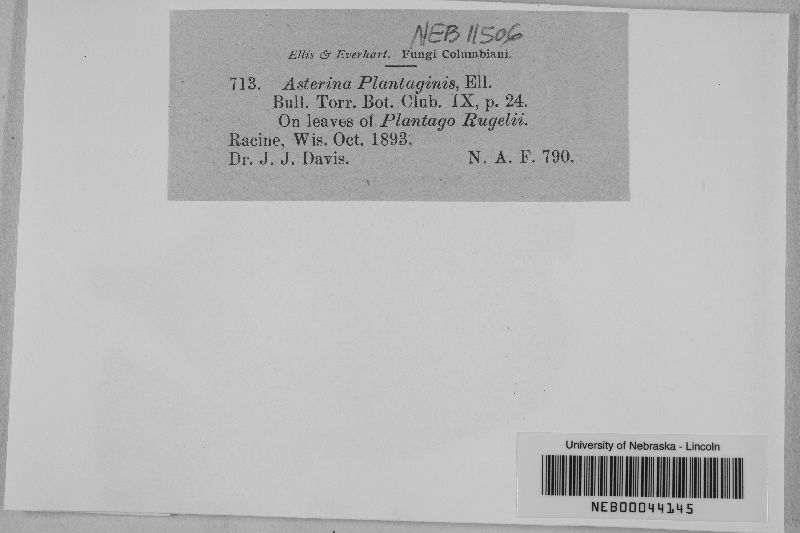 NEB 11506
Ellis & Everhart. Fungi Columbiani.
713. Asterina Plantaginis, Ell.
Bull. Torr. Bot. Club. IX, p. 24.
On leaves of Plantago Rugelii.
Racine, Wis. Oct. 1893.
Dr. J. J. Davis. N. A. F. 790.
University of Nebraska - Lincoln
NEB00044145